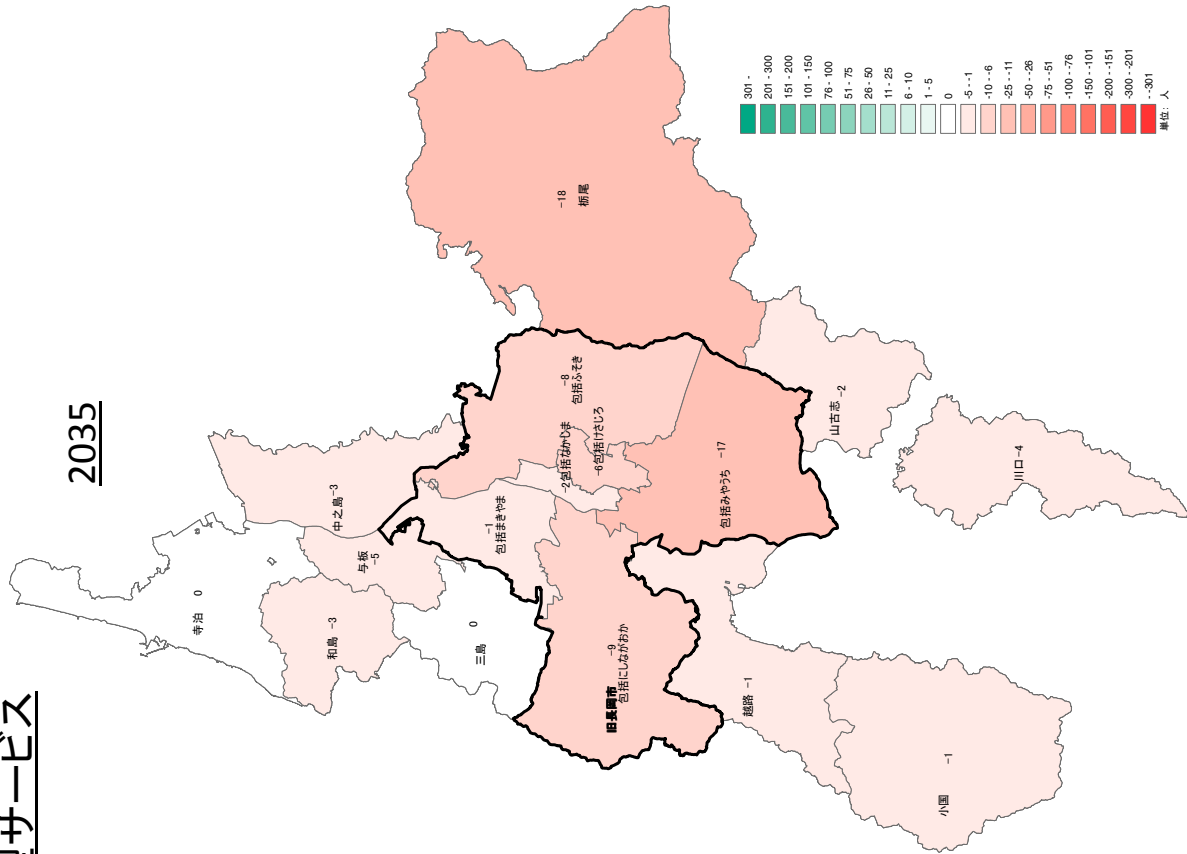 サービス
2035
寺泊 0
和島 -3
与板
-5
中之島-3
三島 0
-1
包括まきやま
-2包括なかじま
-6包括けさじろ
-8
包括ふそき
-18
栃尾
旧長岡市
-9
包括にしながおか
包括みやうち -17
越路 -1
小国 -1
山古志 -2
川口-4
301 -
201 - 300
151 - 200
101 - 150
76 - 100
51 - 75
26 - 50
11 - 25
6 - 10
1 - 5
0
-5 - -1
-10 - -6
-25 - -11
-50 - -26
-75 - -51
-100 - -76
-150 - -101
-200 - -151
-300 - -201
- -301
単位: 人